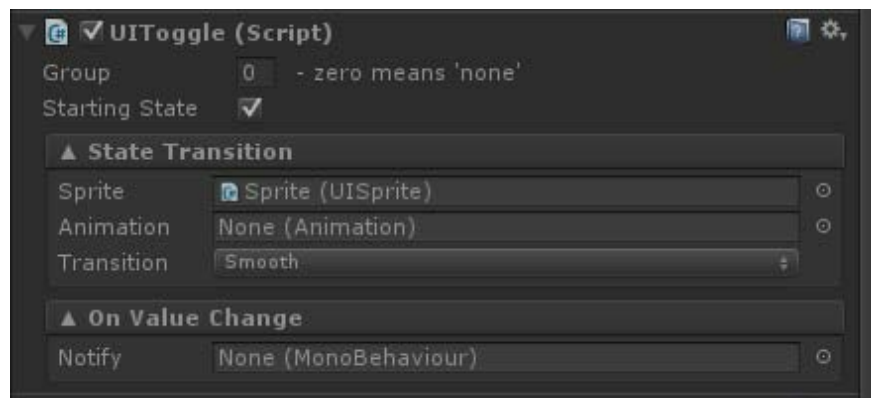 UIToggle (Script)
Group 0 - zero means 'none'
Starting State
▲ State Transition
Sprite Sprite (UISprite)
Animation None (Animation)
Transition Smooth
▲ On Value Change
Notify None (MonoBehaviour)